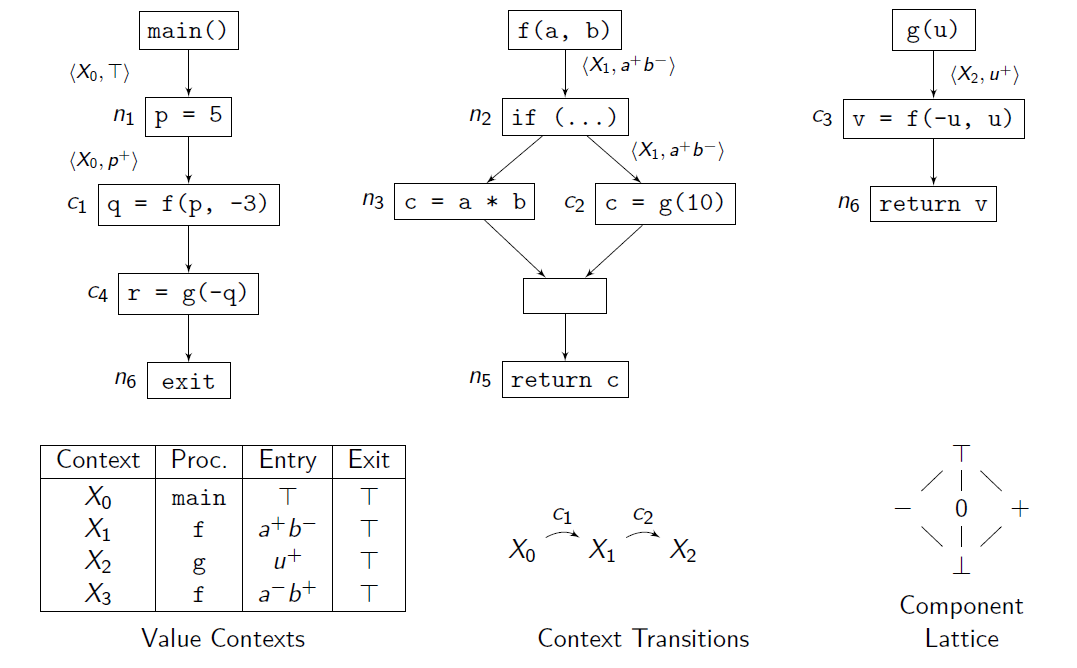 main()
⟨X₀, ⊤⟩
n₁ p = 5
⟨X₀, p⁺⟩
c₁ q = f(p, -3)
c₄ r = g(-q)
n₆ exit
f(a, b)
⟨X₁, a⁺b⁻⟩
n₂ if (...)
⟨X₁, a⁺b⁻⟩
n₃ c = a * b
c₂ c = g(10)
n₅ return c
g(u)
⟨X₂, u⁺⟩
c₃ v = f(-u, u)
n₆ return v
Context Proc. Entry Exit
X₀ main ⊤ ⊤
X₁ f a⁺b⁻ ⊤
X₂ g u⁺ ⊤
X₃ f a⁻b⁺ ⊤
Value Contexts
c₁ c₂
X₀ X₁ X₂
Context Transitions
⊤
− 0 +
⊥
Component
Lattice